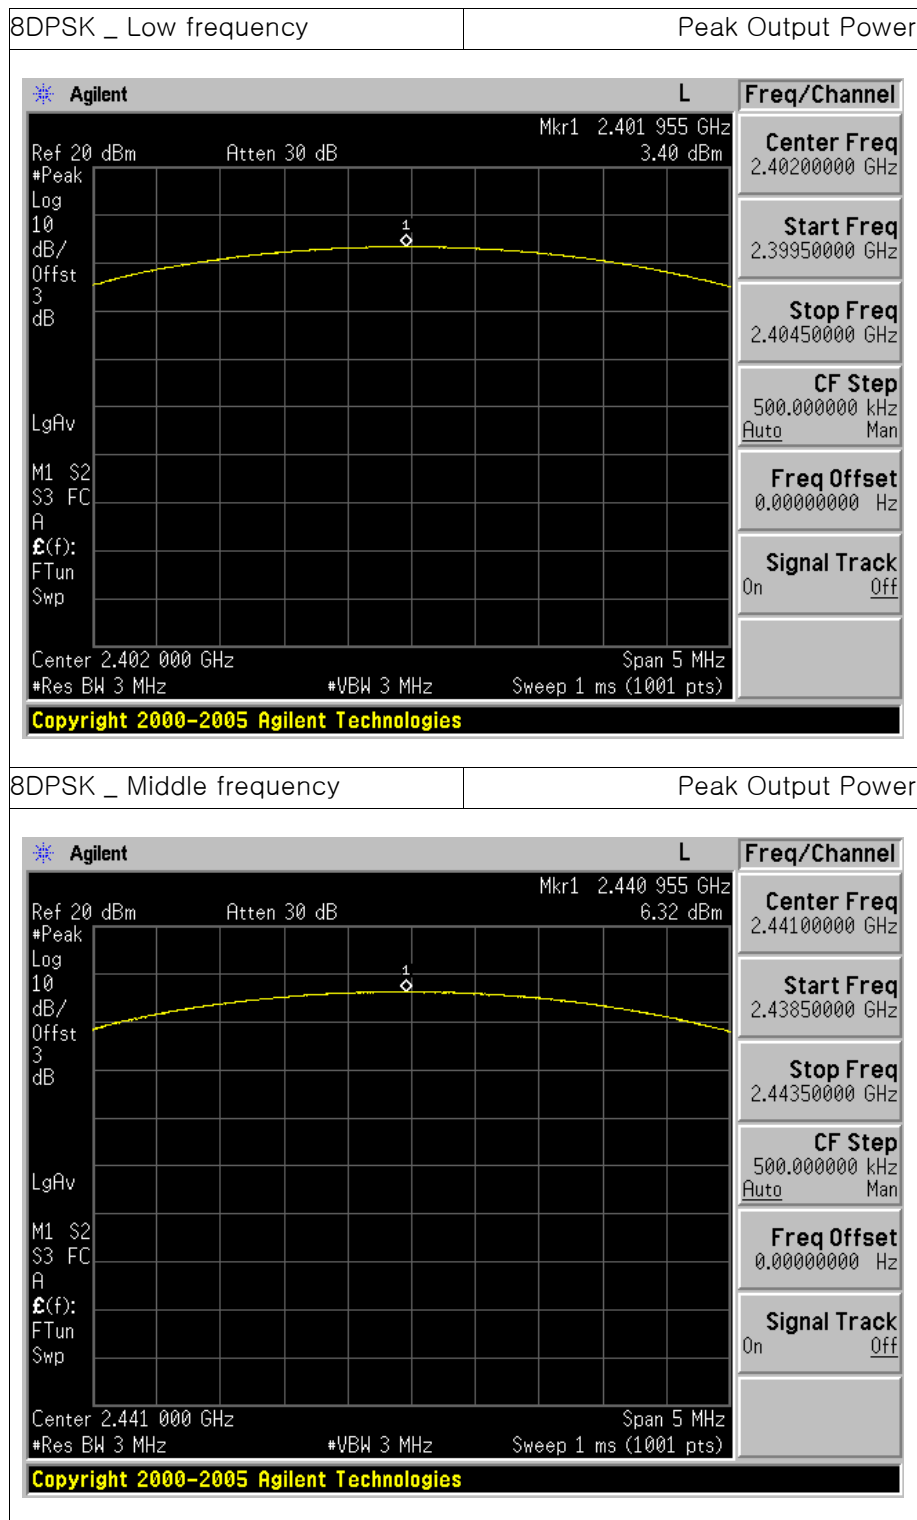 8DPSK _ Low frequency Peak Output Power
Agilent L Freq/Channel
Mkr1 2.401 955 GHz
Ref 20 dBm Atten 30 dB 3.40 dBm
#Peak
Log
10
dB/
Offst
3
dB
1
LgAv
M1 S2
S3 FC
A
£(f):
FTun
Swp
Center 2.402 000 GHz Span 5 MHz
#Res BW 3 MHz #VBW 3 MHz Sweep 1 ms (1001 pts)
Center Freq
2.40200000 GHz
Start Freq
2.39950000 GHz
Stop Freq
2.40450000 GHz
CF Step
500.000000 kHz
Auto Man
Freq Offset
0.00000000 Hz
Signal Track
On Off
Copyright 2000-2005 Agilent Technologies
8DPSK _ Middle frequency Peak Output Power
Agilent L Freq/Channel
Mkr1 2.440 955 GHz
Ref 20 dBm Atten 30 dB 6.32 dBm
#Peak
Log
10
dB/
Offst
3
dB
1
LgAv
M1 S2
S3 FC
A
£(f):
FTun
Swp
Center 2.441 000 GHz Span 5 MHz
#Res BW 3 MHz #VBW 3 MHz Sweep 1 ms (1001 pts)
Center Freq
2.44100000 GHz
Start Freq
2.43850000 GHz
Stop Freq
2.44350000 GHz
CF Step
500.000000 kHz
Auto Man
Freq Offset
0.00000000 Hz
Signal Track
On Off
Copyright 2000-2005 Agilent Technologies